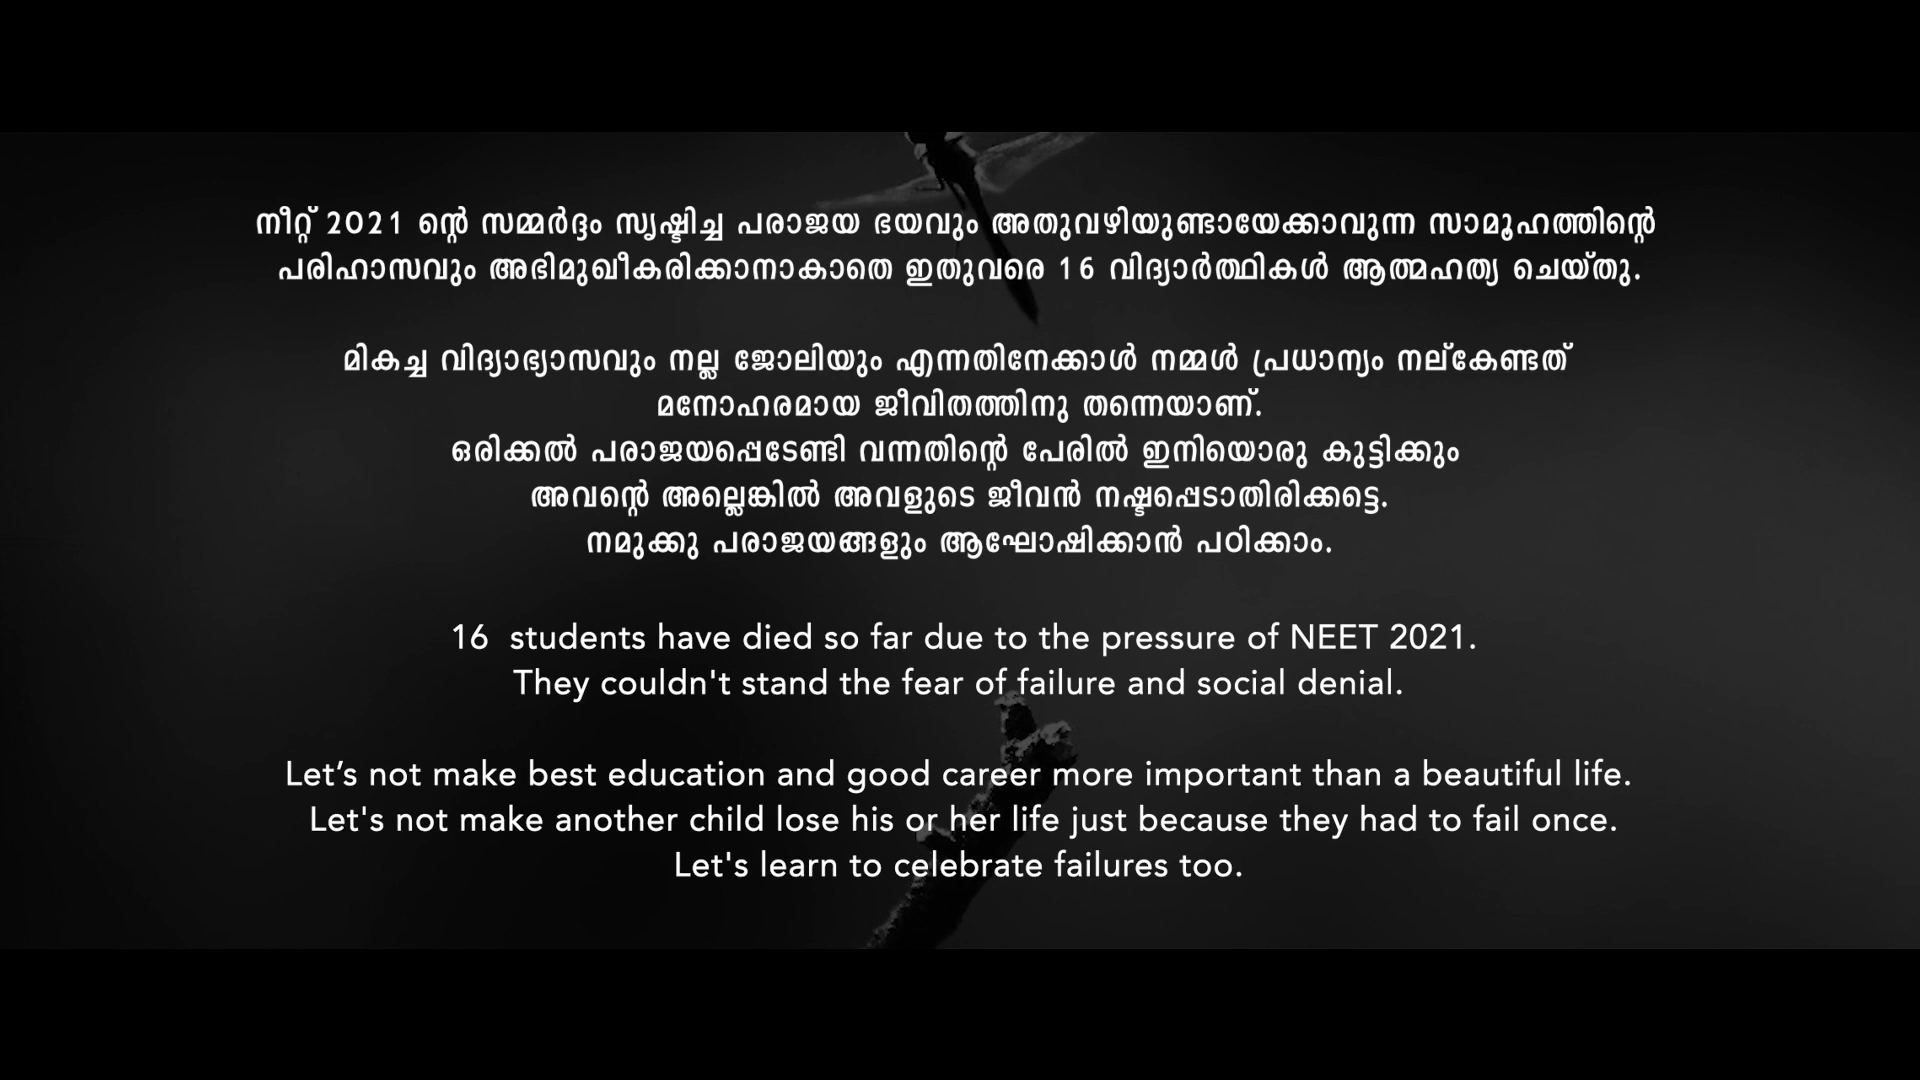 നീറ്റ് 2021 ന്റെ സമ്മർദ്ദം സൃഷ്ടിച്ച പരാജയ ഭയവും അതുവഴിയുണ്ടായേക്കാവുന്ന സാമൂഹത്തിന്റെ
പരിഹാസവും അഭിമുഖീകരിക്കാനാകാതെ ഇതുവരെ 16 വിദ്യാർത്ഥികൾ ആത്മഹത്യ ചെയ്തു.
മികച്ച വിദ്യാഭ്യാസവും നല്ല ജോലിയും എന്നതിനേക്കാൾ നമ്മൾ പ്രധാന്യം നല്കേണ്ടത്
മനോഹരമായ ജീവിതത്തിനു തന്നെയാണ്.
ഒരിക്കൽ പരാജയപ്പെടേണ്ടി വന്നതിന്റെ പേരിൽ ഇനിയൊരു കുട്ടിക്കും
അവന്റെ അല്ലെങ്കിൽ അവളുടെ ജീവൻ നഷ്ടപ്പെടാതിരിക്കട്ടെ.
നമുക്കു പരാജയങ്ങളും ആഘോഷിക്കാൻ പഠിക്കാം.
16 students have died so far due to the pressure of NEET 2021.
They couldn't stand the fear of failure and social denial.
Let’s not make best education and good career more important than a beautiful life.
Let's not make another child lose his or her life just because they had to fail once.
Let's learn to celebrate failures too.